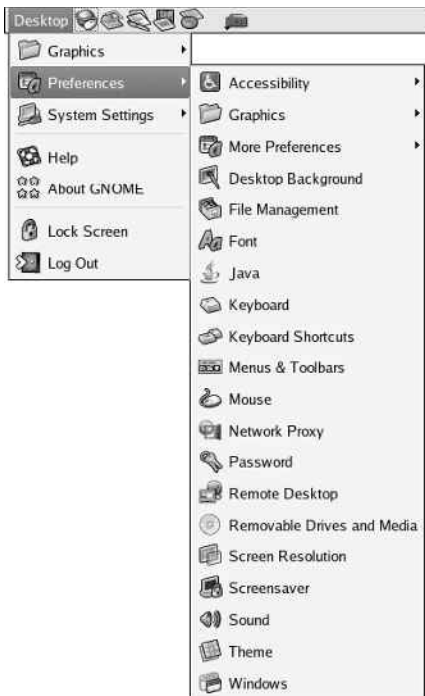 Desktop
Graphics
Preferences
System Settings
Help
About GNOME
Lock Screen
Log Out
Accessibility
Graphics
More Preferences
Desktop Background
File Management
Font
Java
Keyboard
Keyboard Shortcuts
Menus & Toolbars
Mouse
Network Proxy
Password
Remote Desktop
Removable Drives and Media
Screen Resolution
Screensaver
Sound
Theme
Windows